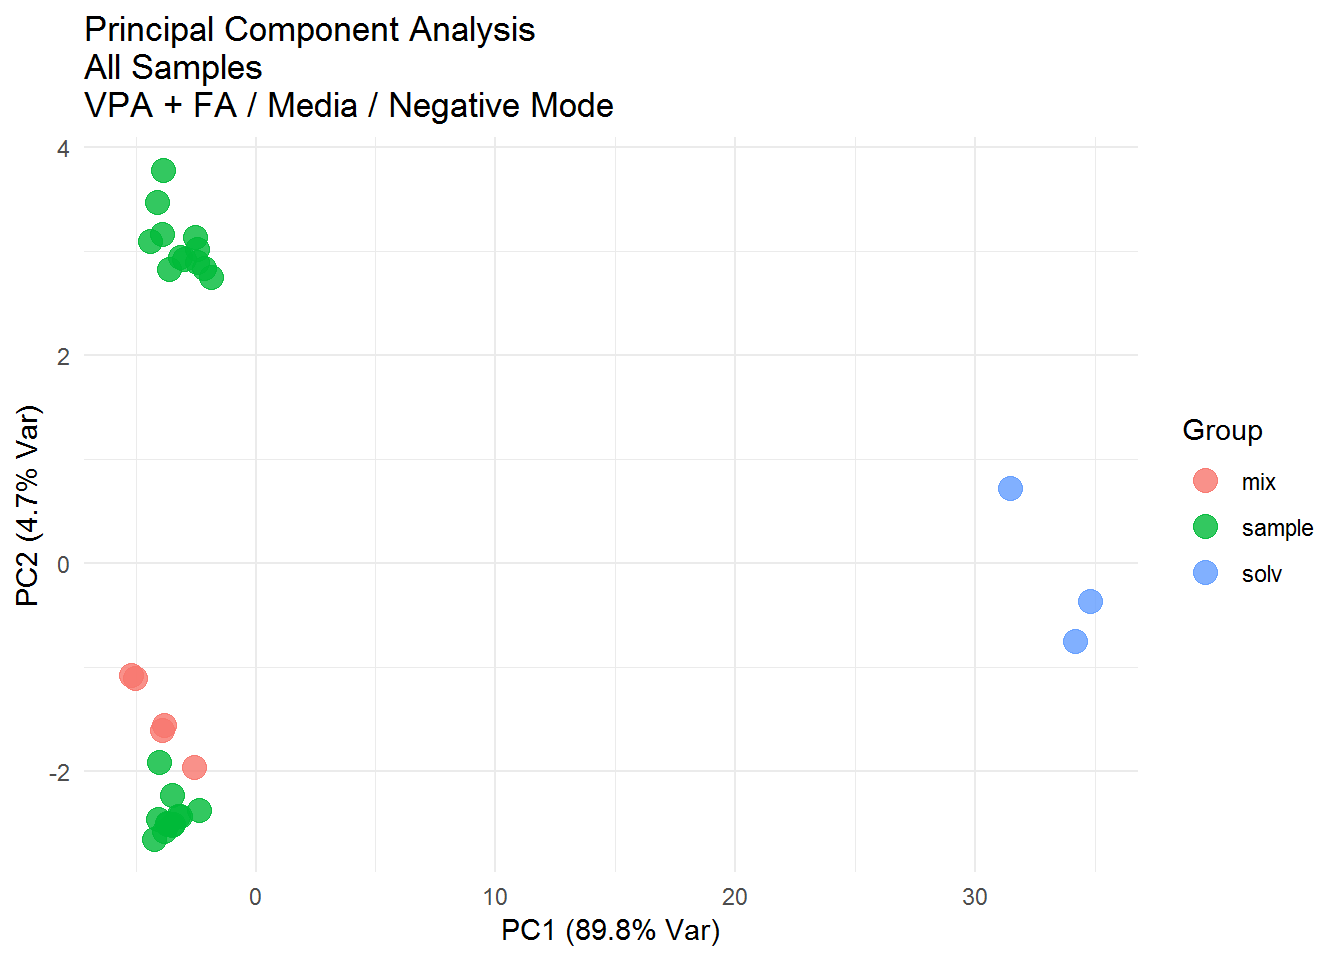 Principal Component Analysis
All Samples
VPA + FA / Media / Negative Mode
4
2
0
-2
PC2 (4.7% Var)
0
10
20
30
PC1 (89.8% Var)
Group
mix
sample
solv